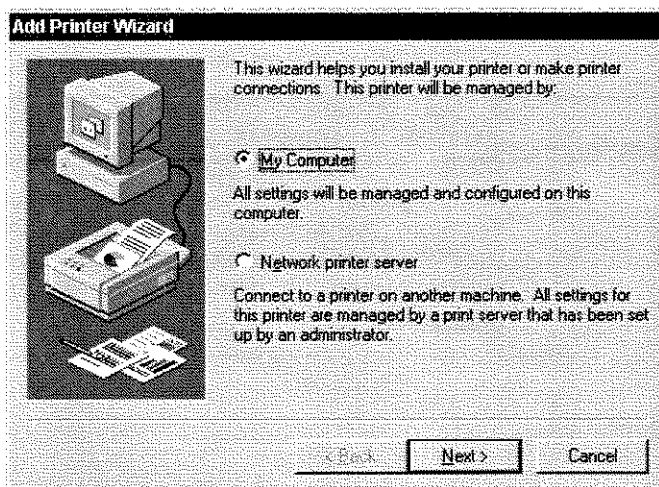 Add Printer Wizard
This wizard helps you install your printer or make printer
connections. This printer will be managed by:
My Computer
All settings will be managed and configured on this
computer.
Network printer server
Connect to a printer on another machine. All settings for
this printer are managed by a print server that has been set
up by an administrator.
< Back
Next >
Cancel